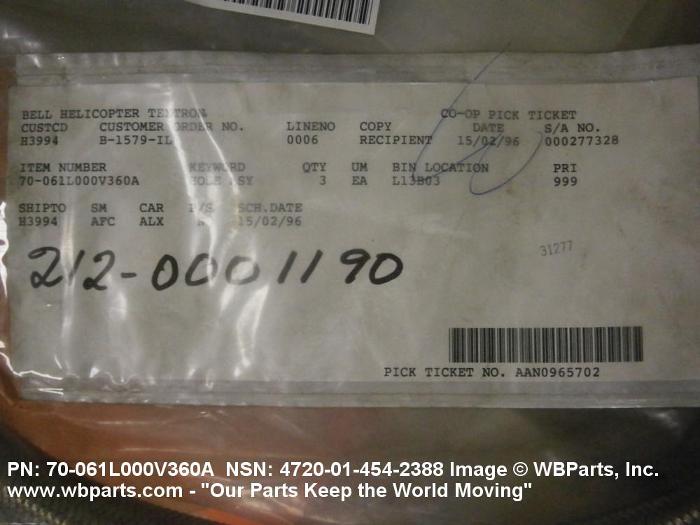 BELL HELICOPTER TEXTRON CO-OP PICK TICKET
CUSTCD CUSTOMER ORDER NO. LINENO COPY DATE S/A NO.
H3994 B-1579-IL 0006 RECIPIENT 15/02/96 000277328
ITEM NUMBER KEYWORD QTY UM BIN LOCATION PRI
70-061L000V360A ASY 3 EA L13B03 999
SHIPTO SM CAR P/S SCH.DATE
H3994 AFC ALX N 15/02/96
212-0001190
31277
PICK TICKET NO. AAN0965702
PN: 70-061L000V360A NSN: 4720-01-454-2388 Image © WBParts, Inc.
www.wbparts.com - "Our Parts Keep the World Moving"